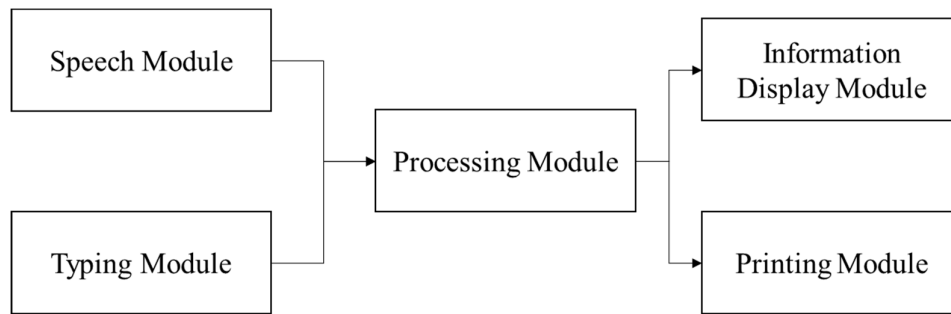 Speech Module
Typing Module
Processing Module
Information
Display Module
Printing Module